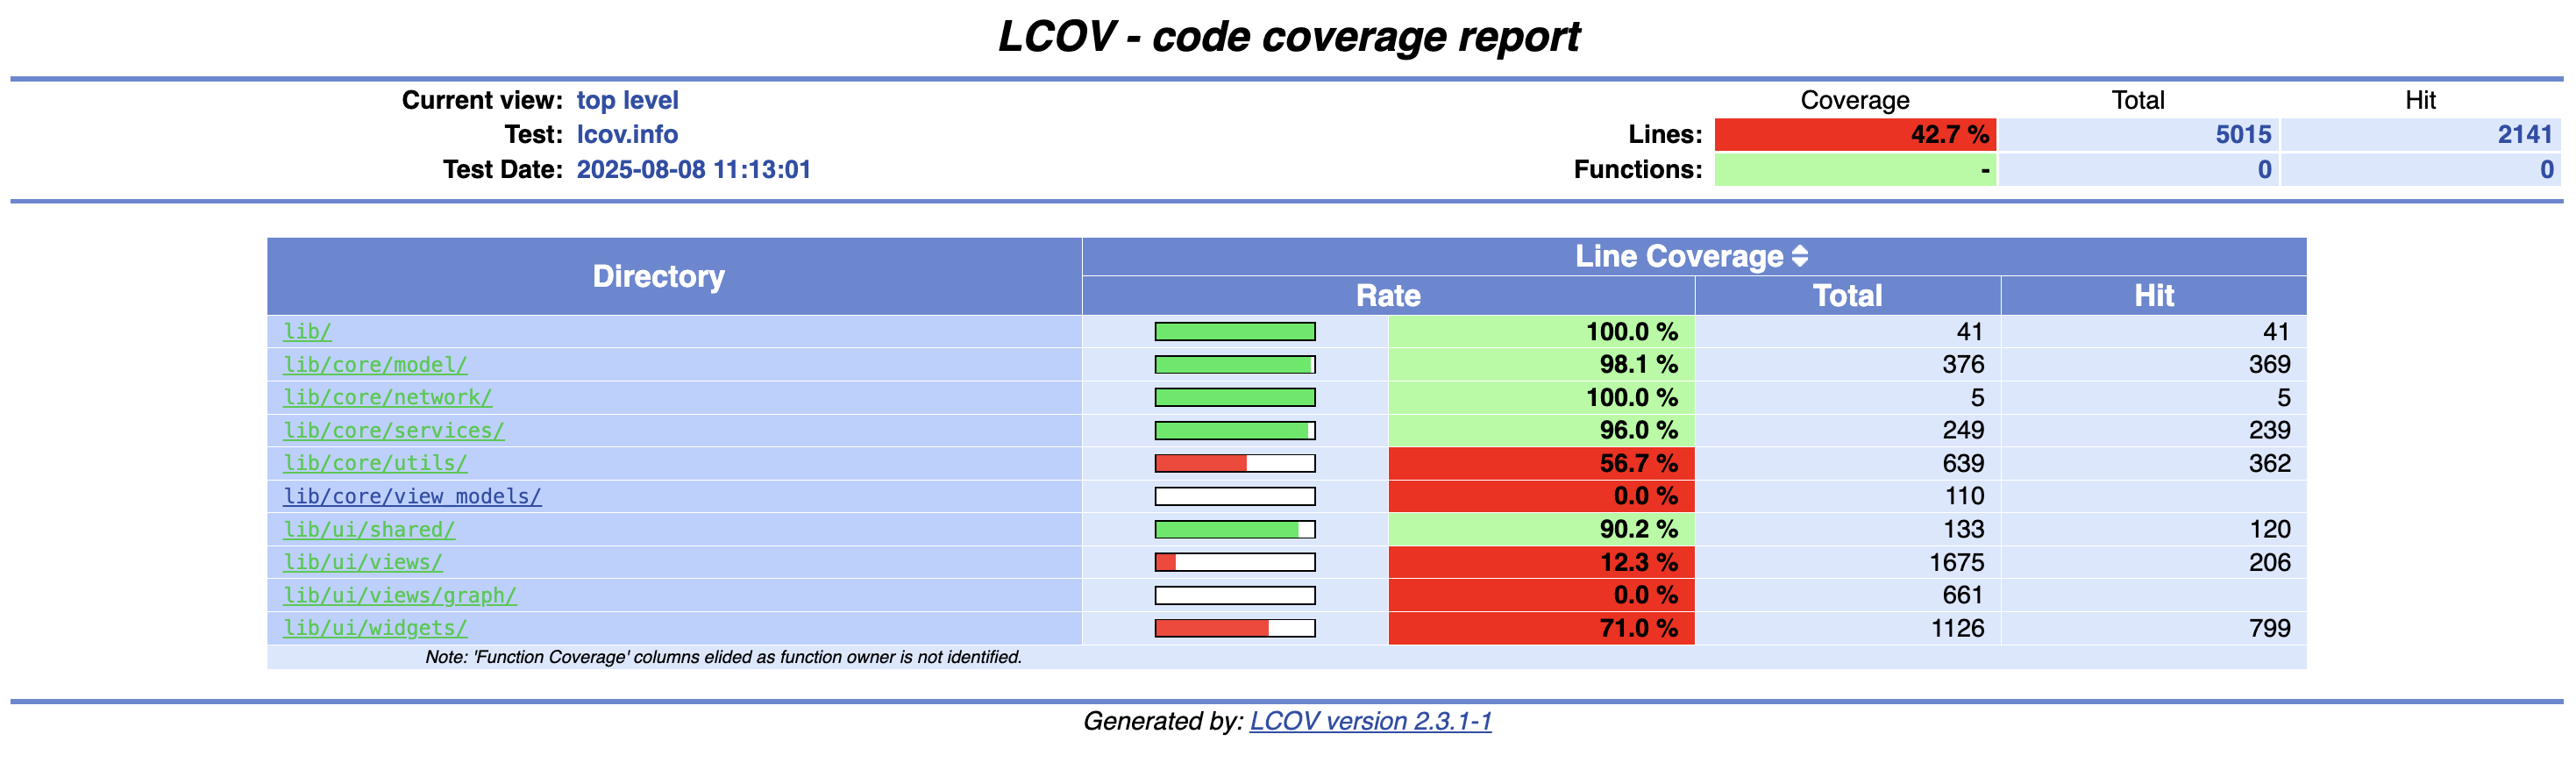 LCOV - code coverage report
Current view: top level Coverage Total Hit
Test: lcov.info Lines: 42.7 % 5015 2141
Test Date: 2025-08-08 11:13:01 Functions: - 0 0
Directory Line Coverage
Rate Total Hit
lib/ 100.0 % 41 41
lib/core/model/ 98.1 % 376 369
lib/core/network/ 100.0 % 5 5
lib/core/services/ 96.0 % 249 239
lib/core/utils/ 56.7 % 639 362
lib/core/view_models/ 0.0 % 110
lib/ui/shared/ 90.2 % 133 120
lib/ui/views/ 12.3 % 1675 206
lib/ui/views/graph/ 0.0 % 661
lib/ui/widgets/ 71.0 % 1126 799
Note: 'Function Coverage' columns elided as function owner is not identified.
Generated by: LCOV version 2.3.1-1